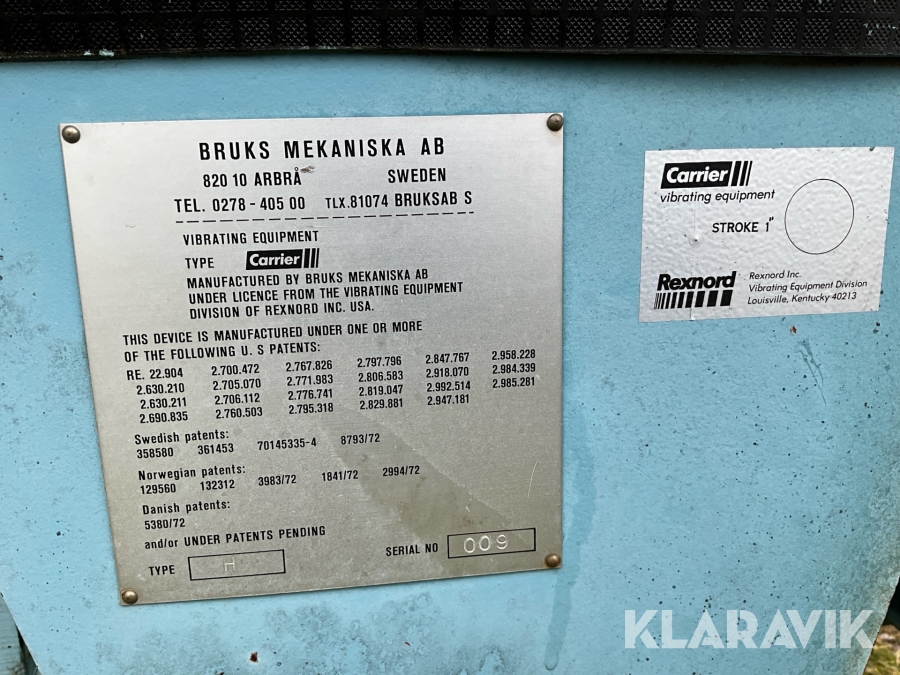 BRUKS MEKANISKA AB
820 10 ARBRÅ SWEDEN
TEL. 0278 - 405 00 TLX.81074 BRUKSAB S
VIBRATING EQUIPMENT
TYPE Carrier
MANUFACTURED BY BRUKS MEKANISKA AB
UNDER LICENCE FROM THE VIBRATING EQUIPMENT
DIVISION OF REXNORD INC. USA.
THIS DEVICE IS MANUFACTURED UNDER ONE OR MORE
OF THE FOLLOWING U. S PATENTS:
RE. 22.904 2.700.472 2.767.826 2.797.796 2.847.767 2.958.228
2.630.210 2.705.070 2.771.983 2.806.583 2.918.070 2.984.339
2.630.211 2.706.112 2.776.741 2.819.047 2.992.514 2.985.281
2.690.835 2.760.503 2.795.318 2.829.881 2.947.181
Swedish patents:
358580 361453 70145335-4 8793/72
Norwegian patents:
129560 132312 3983/72 1841/72 2994/72
Danish patents:
5380/72
and/or UNDER PATENTS PENDING
TYPE H SERIAL NO 009
Carrier
vibrating equipment
STROKE 1"
Rexnord
Rexnord Inc.
Vibrating Equipment Division
Louisville, Kentucky 40213
KLARAVIK